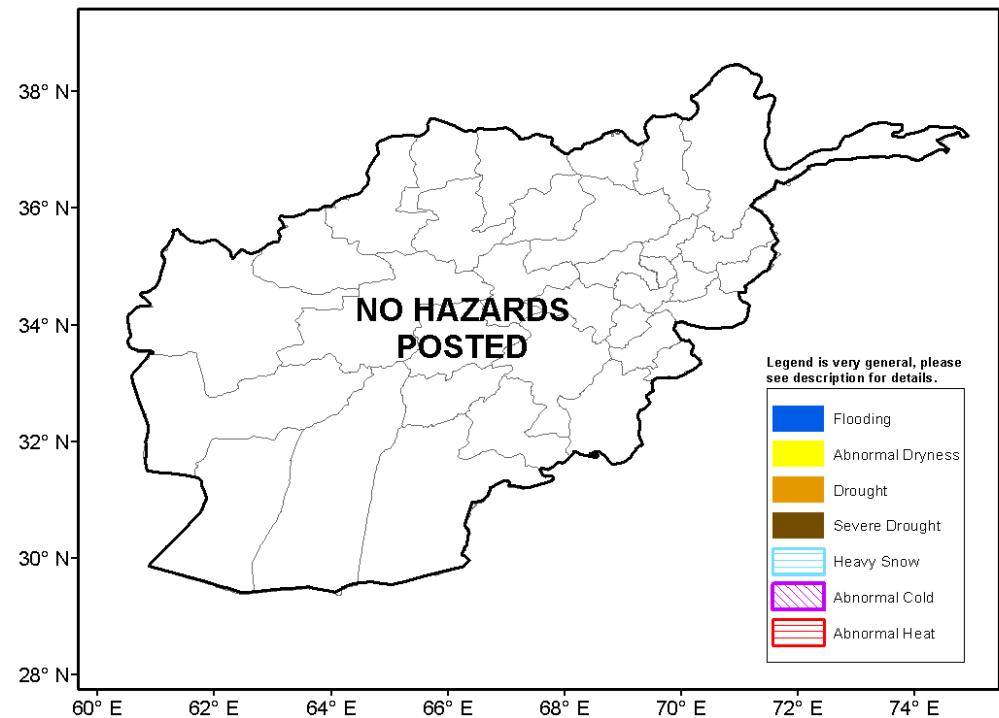 38° N
36° N
34° N
32° N
30° N
28° N
60° E
62° E
64° E
66° E
68° E
70° E
72° E
74° E
NO HAZARDS
POSTED
Legend is very general, please
see description for details.
Flooding
Abnormal Dryness
Drought
Severe Drought
Heavy Snow
Abnormal Cold
Abnormal Heat